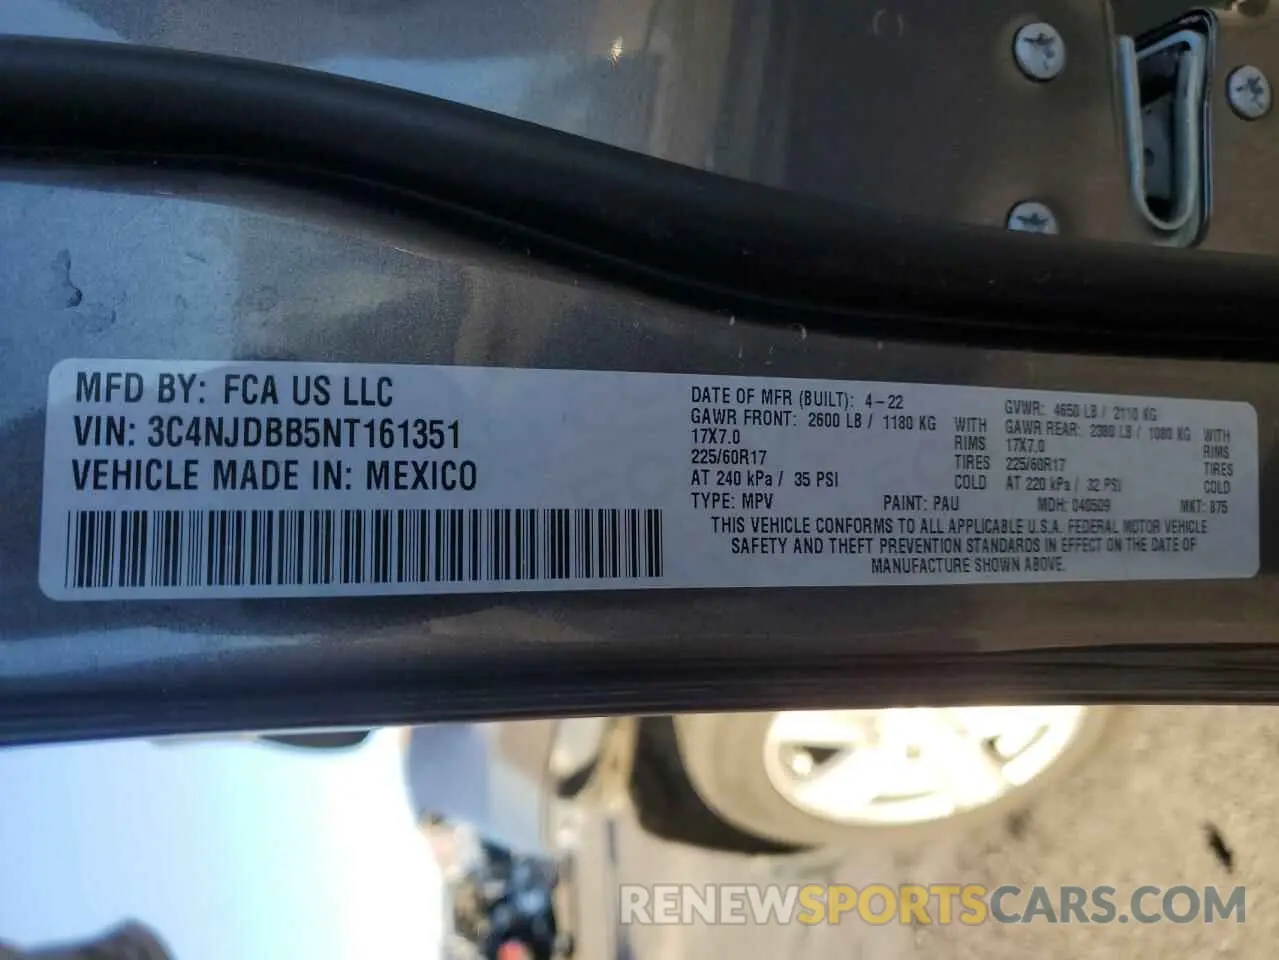 MFD BY: FCA US LLC
VIN: 3C4NJDBB5NT161351
VEHICLE MADE IN: MEXICO
DATE OF MFR (BUILT): 4-22
GAWR FRONT: 2600 LB / 1180 KG WITH
17X7.0 RIMS
225/60R17 TIRES
AT 240 kPa / 35 PSI COLD
GVWR: 4650 LB / 2110 KG
GAWR REAR: 2380 LB / 1080 KG WITH
17X7.0 RIMS
225/60R17 TIRES
AT 220 kPa / 32 PSI COLD
TYPE: MPV PAINT: PAU MDH: 040509 MKT: 875
THIS VEHICLE CONFORMS TO ALL APPLICABLE U.S.A. FEDERAL MOTOR VEHICLE
SAFETY AND THEFT PREVENTION STANDARDS IN EFFECT ON THE DATE OF
MANUFACTURE SHOWN ABOVE.
RENEWSPORTSCARS.COM